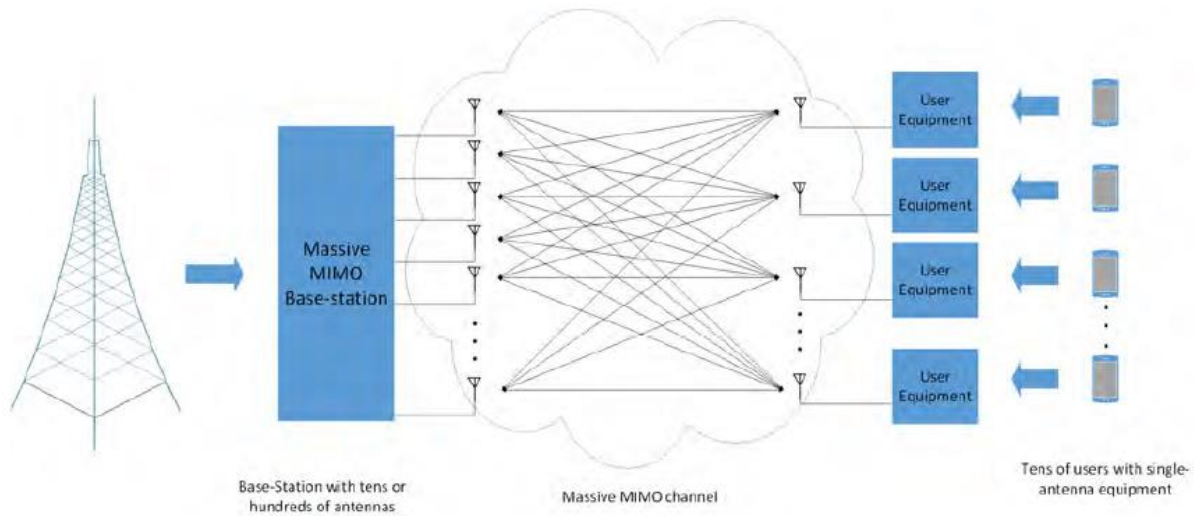 Massive
MIMO
Base-station
User
Equipment
User
Equipment
User
Equipment
User
Equipment
Base-Station with tens or
hundreds of antennas
Massive MIMO channel
Tens of users with single-
antenna equipment